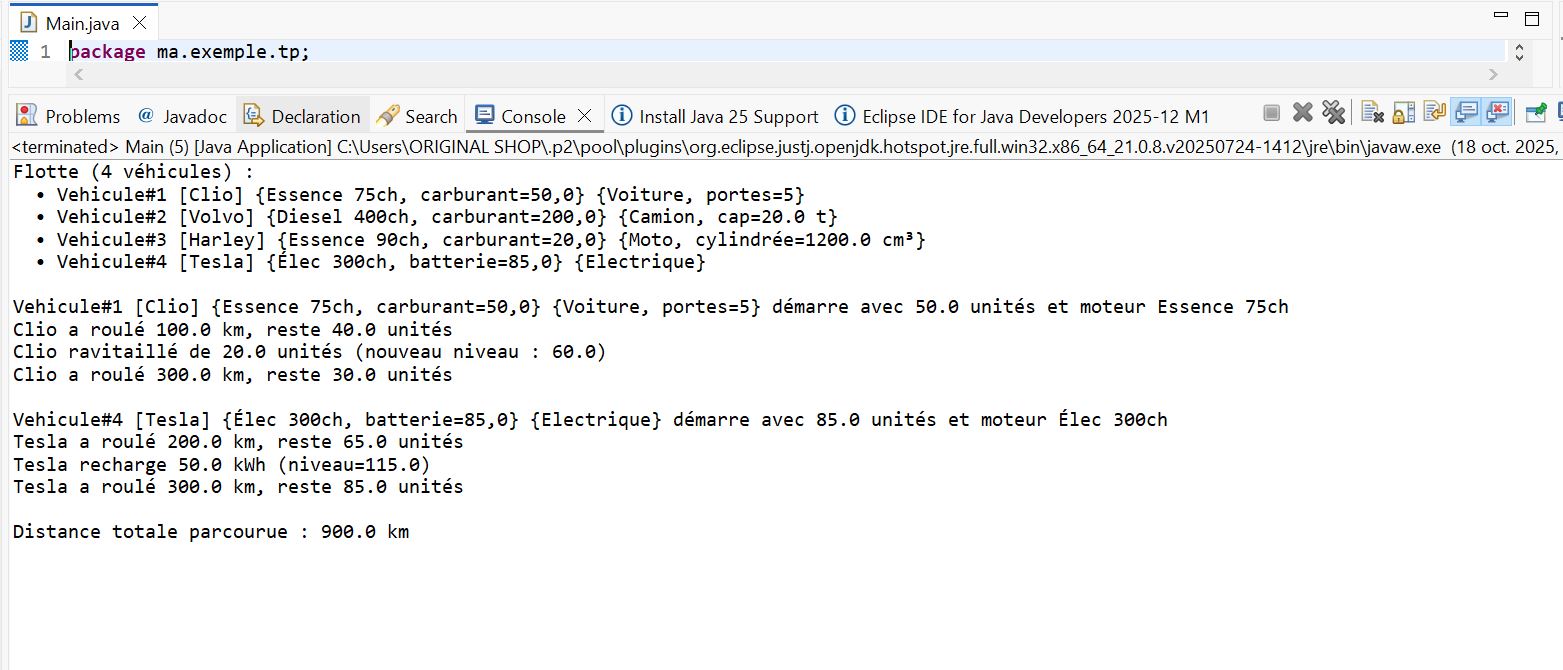 Main.java
1 package ma.exemple.tp;
Problems @ Javadoc Declaration Search Console Install Java 25 Support Eclipse IDE for Java Developers 2025-12 M1
<terminated> Main (5) [Java Application] C:\Users\ORIGINAL SHOP\.p2\pool\plugins\org.eclipse.justj.openjdk.hotspot.jre.full.win32.x86_64_21.0.8.v20250724-1412\jre\bin\javaw.exe (18 oct. 2025,
Flotte (4 véhicules) :
• Vehicule#1 [Clio] {Essence 75ch, carburant=50,0} {Voiture, portes=5}
• Vehicule#2 [Volvo] {Diesel 400ch, carburant=200,0} {Camion, cap=20.0 t}
• Vehicule#3 [Harley] {Essence 90ch, carburant=20,0} {Moto, cylindrée=1200.0 cm³}
• Vehicule#4 [Tesla] {Élec 300ch, batterie=85,0} {Electrique}
Vehicule#1 [Clio] {Essence 75ch, carburant=50,0} {Voiture, portes=5} démarre avec 50.0 unités et moteur Essence 75ch
Clio a roulé 100.0 km, reste 40.0 unités
Clio ravitaillé de 20.0 unités (nouveau niveau : 60.0)
Clio a roulé 300.0 km, reste 30.0 unités
Vehicule#4 [Tesla] {Élec 300ch, batterie=85,0} {Electrique} démarre avec 85.0 unités et moteur Élec 300ch
Tesla a roulé 200.0 km, reste 65.0 unités
Tesla recharge 50.0 kWh (niveau=115.0)
Tesla a roulé 300.0 km, reste 85.0 unités
Distance totale parcourue : 900.0 km